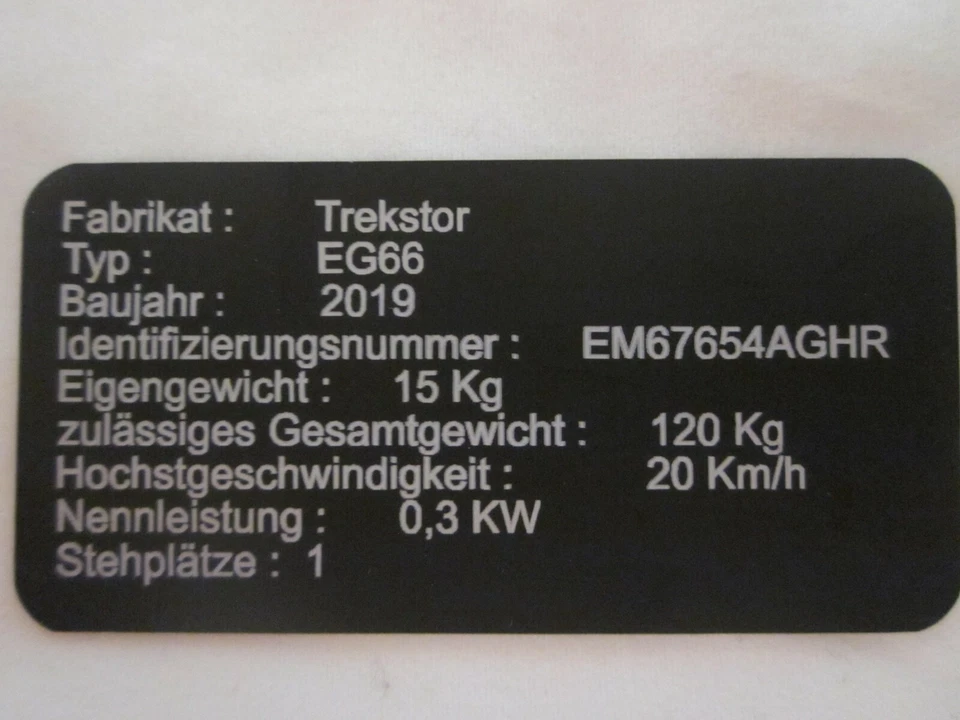 Fabrikat : Trekstor
Typ : EG66
Baujahr : 2019
Identifizierungsnummer : EM67654AGHR
Eigengewicht : 15 Kg
zulässiges Gesamtgewicht : 120 Kg
Hochstgeschwindigkeit : 20 Km/h
Nennleistung : 0,3 KW
Stehplätze : 1